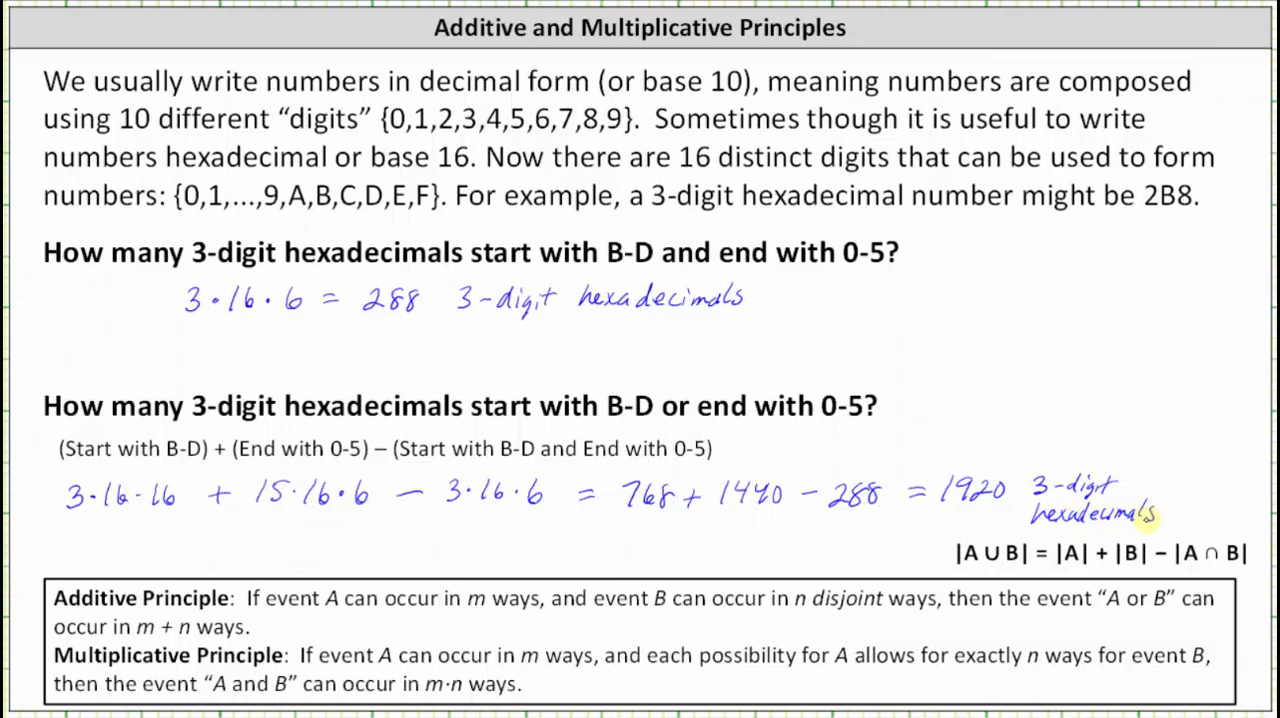 Additive and Multiplicative Principles
We usually write numbers in decimal form (or base 10), meaning numbers are composed
using 10 different “digits” {0,1,2,3,4,5,6,7,8,9}. Sometimes though it is useful to write
numbers hexadecimal or base 16. Now there are 16 distinct digits that can be used to form
numbers: {0,1,...,9,A,B,C,D,E,F}. For example, a 3-digit hexadecimal number might be 2B8.
How many 3-digit hexadecimals start with B-D and end with 0-5?
3·16·6 = 288 3-digit hexadecimals
How many 3-digit hexadecimals start with B-D or end with 0-5?
(Start with B-D) + (End with 0-5) – (Start with B-D and End with 0-5)
3·16·16 + 15·16·6 – 3·16·6 = 768 + 1440 – 288 = 1920 3-digit
hexadecimals
|A ∪ B| = |A| + |B| – |A ∩ B|
Additive Principle: If event A can occur in m ways, and event B can occur in n disjoint ways, then the event “A or B” can
occur in m + n ways.
Multiplicative Principle: If event A can occur in m ways, and each possibility for A allows for exactly n ways for event B,
then the event “A and B” can occur in m·n ways.